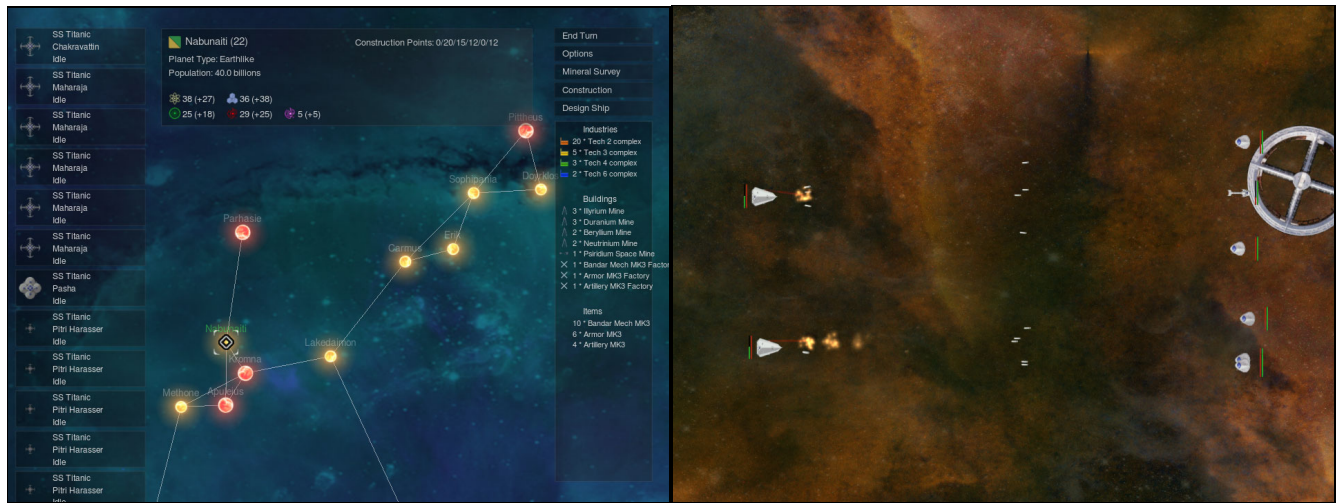 SS Titanic
Chakravattin
Idle
SS Titanic
Maharaja
Idle
SS Titanic
Maharaja
Idle
SS Titanic
Maharaja
Idle
SS Titanic
Maharaja
Idle
SS Titanic
Maharaja
Idle
SS Titanic
Pasha
Idle
SS Titanic
Pitri Harasser
Idle
SS Titanic
Pitri Harasser
Idle
SS Titanic
Pitri Harasser
Idle
SS Titanic
Pitri Harasser
Idle
SS Titanic
Pitri Harasser
Idle
Nabunaiti (22)
Construction Points: 0/20/15/12/0/12
Planet Type: Earthlike
Population: 40.0 billions
38 (+27) 36 (+38)
25 (+18) 29 (+25) 5 (+5)
Pittheus
Sophibania
Parhasie
Carmus
Nabunaiti
Lakedaimon
Kromna
Methone
Apuleios
End Turn
Options
Mineral Survey
Construction
Design Ship
Industries
20 * Tech 2 complex
5 * Tech 3 complex
3 * Tech 4 complex
2 * Tech 6 complex
Buildings
3 * Illyrium Mine
3 * Duranium Mine
2 * Beryllium Mine
2 * Neutrinium Mine
1 * Psiridium Space Mine
1 * Bandar Mech MK3 Factor
1 * Armor MK3 Factory
1 * Artillery MK3 Factory
Items
10 * Bandar Mech MK3
6 * Armor MK3
4 * Artillery MK3